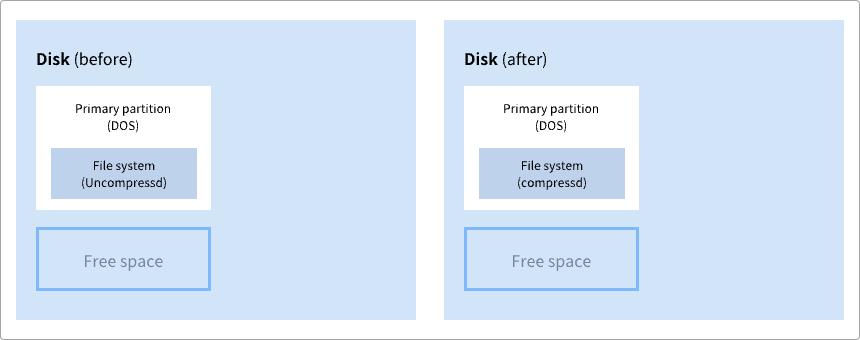 Disk (before)
Primary partition
(DOS)
File system
(Uncompressd)
Free space
Disk (after)
Primary partition
(DOS)
File system
(compressd)
Free space